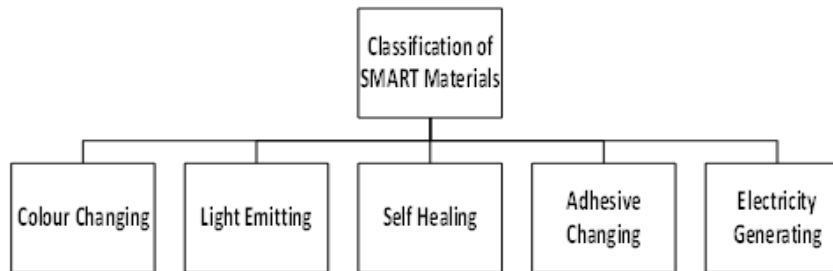 Classification of
SMART Materials
Colour Changing
Light Emitting
Self Healing
Adhesive
Changing
Electricity
Generating